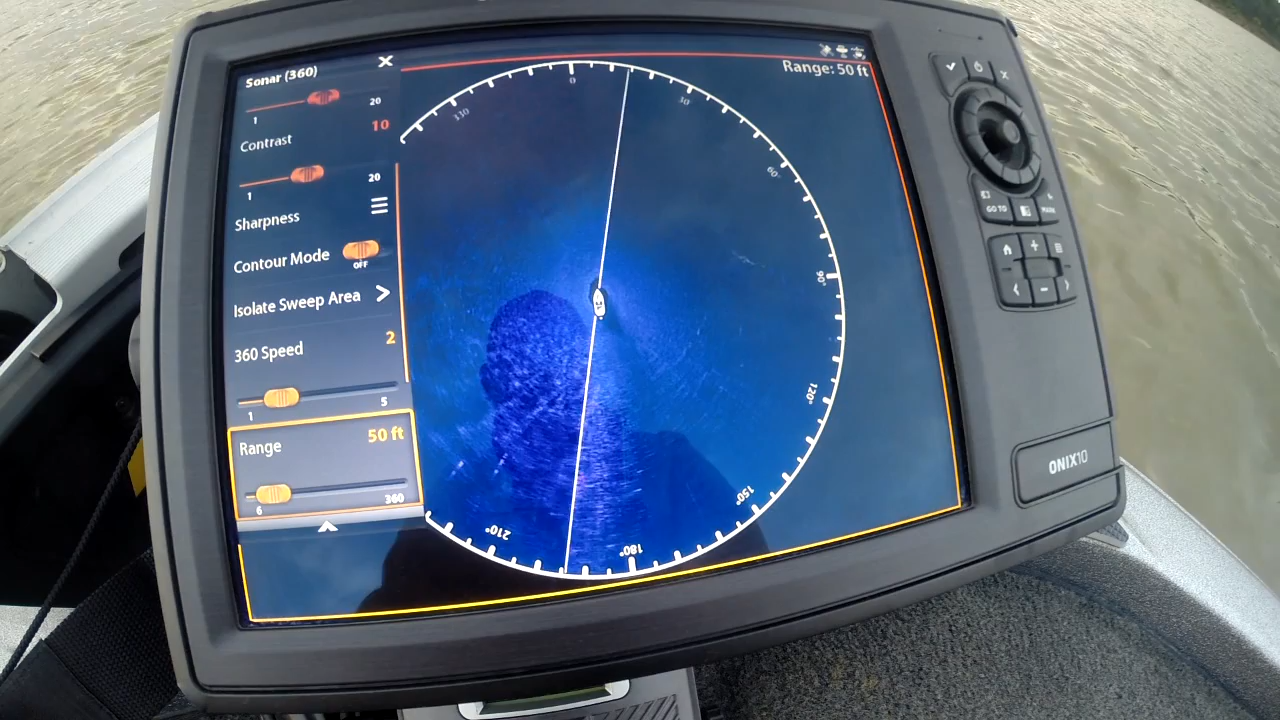 Sonar (360)
Range: 50 ft
1 20
Contrast 10
1 20
Sharpness
Contour Mode
OFF
Isolate Sweep Area
360 Speed 2
1 5
Range 50 ft
6 360
330
0
30
60°
90°
120°
150°
180°
210°
GO TO
MARK
ONIX10